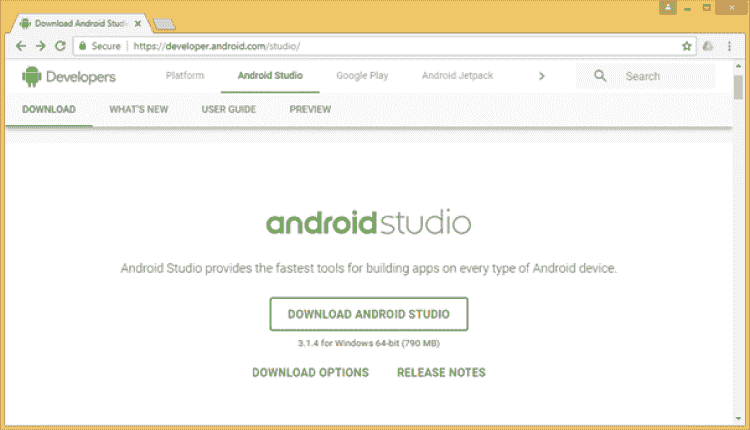 Download Android Studio
Secure https://developer.android.com/studio/
Developers Platform Android Studio Google Play Android Jetpack Search
DOWNLOAD WHAT'S NEW USER GUIDE PREVIEW
androidstudio
Android Studio provides the fastest tools for building apps on every type of Android device.
DOWNLOAD ANDROID STUDIO
3.1.4 for Windows 64-bit (790 MB)
DOWNLOAD OPTIONS RELEASE NOTES